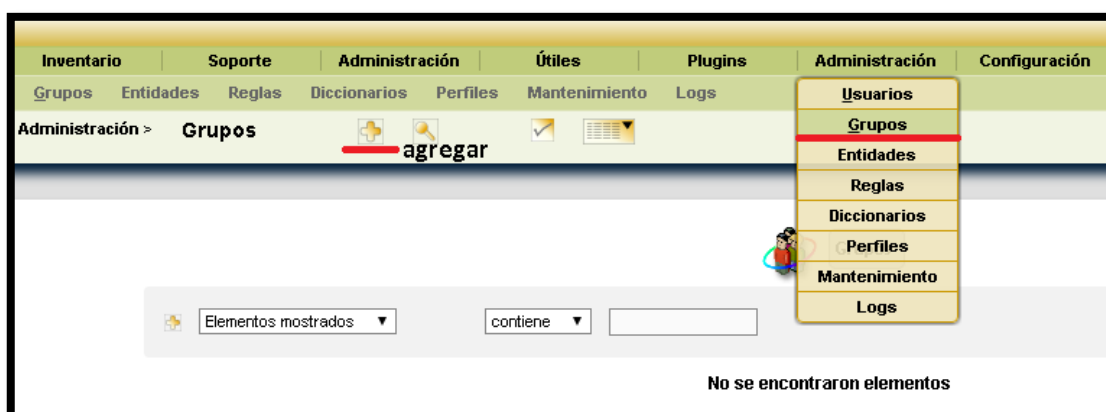 Inventario Soporte Administración Útiles Plugins Administración Configuración
Grupos Entidades Reglas Diccionarios Perfiles Mantenimiento Logs
Administración > Grupos
agregar
Usuarios
Grupos
Entidades
Reglas
Diccionarios
Perfiles
Mantenimiento
Logs
Grupos
Elementos mostrados contiene
No se encontraron elementos